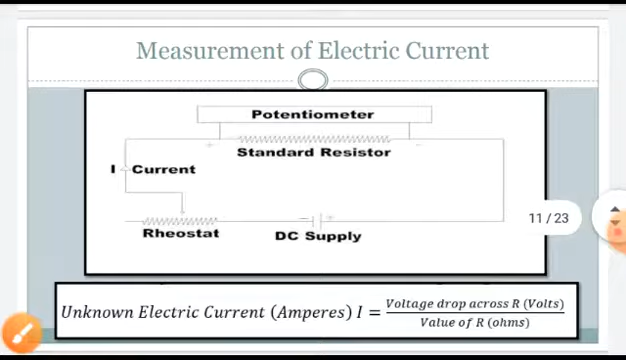 Measurement of Electric Current
Potentiometer
+ -
Standard Resistor
I Current
- +
Rheostat
DC Supply
11 / 23
Unknown Electric Current (Amperes) I = Voltage drop across R (Volts)
Value of R (ohms)